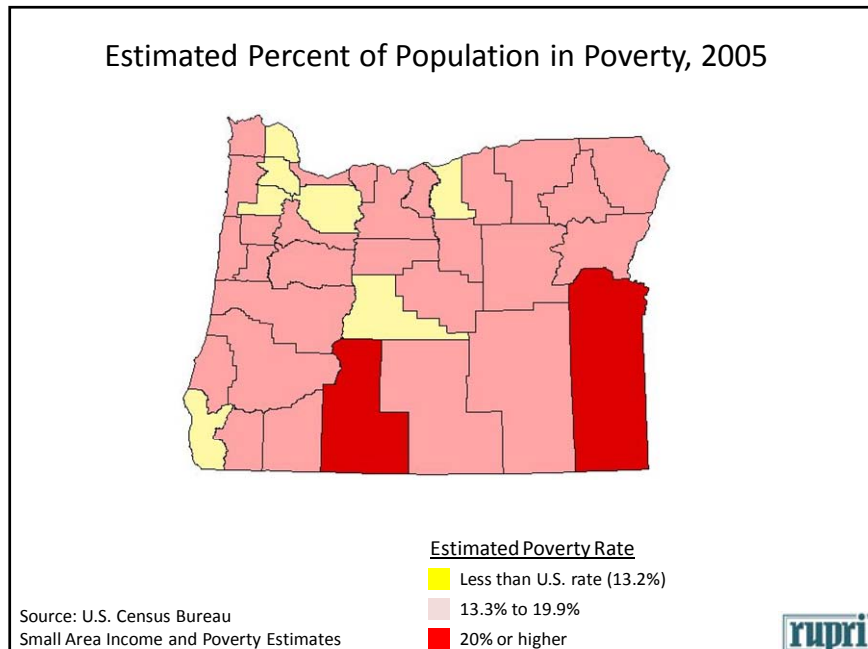 Estimated Percent of Population in Poverty, 2005
Estimated Poverty Rate
Less than U.S. rate (13.2%)
13.3% to 19.9%
20% or higher
Source: U.S. Census Bureau
Small Area Income and Poverty Estimates
rupri